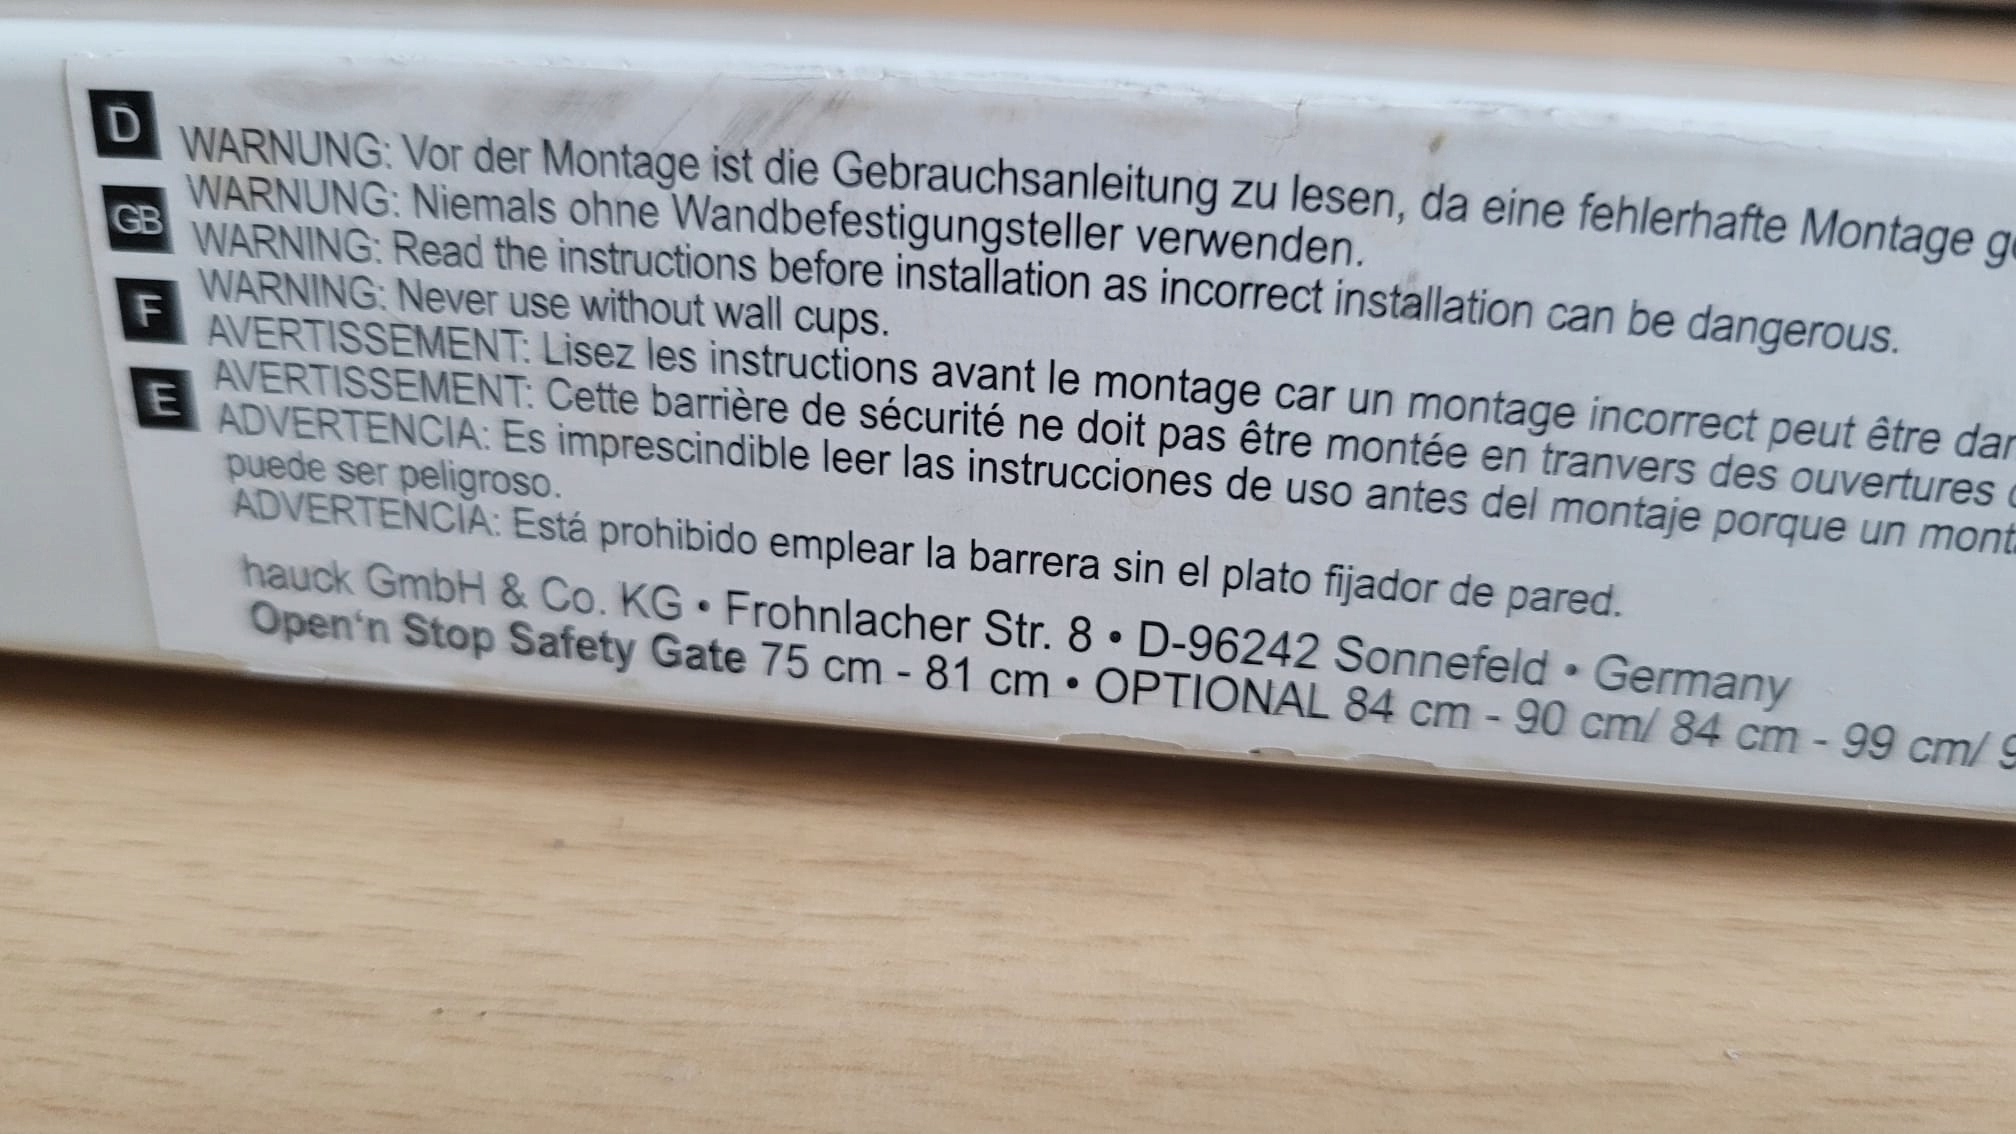 D WARNUNG: Vor der Montage ist die Gebrauchsanleitung zu lesen, da eine fehlerhafte Montage
WARNUNG: Niemals ohne Wandbefestigungsteller verwenden.
GB WARNING: Read the instructions before installation as incorrect installation can be dangerous.
WARNING: Never use without wall cups.
F AVERTISSEMENT: Lisez les instructions avant le montage car un montage incorrect peut être
AVERTISSEMENT: Cette barrière de sécurité ne doit pas être montée en tranvers des ouvertures
E ADVERTENCIA: Es imprescindible leer las instrucciones de uso antes del montaje porque un
puede ser peligroso.
ADVERTENCIA: Está prohibido emplear la barrera sin el plato fijador de pared.
hauck GmbH & Co. KG • Frohnlacher Str. 8 • D-96242 Sonnefeld • Germany
Open‘n Stop Safety Gate 75 cm - 81 cm • OPTIONAL 84 cm - 90 cm/ 84 cm - 99 cm/